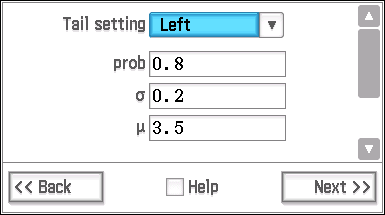 Tail setting Left
prob 0.8
σ 0.2
μ 3.5
<< Back Help Next >>